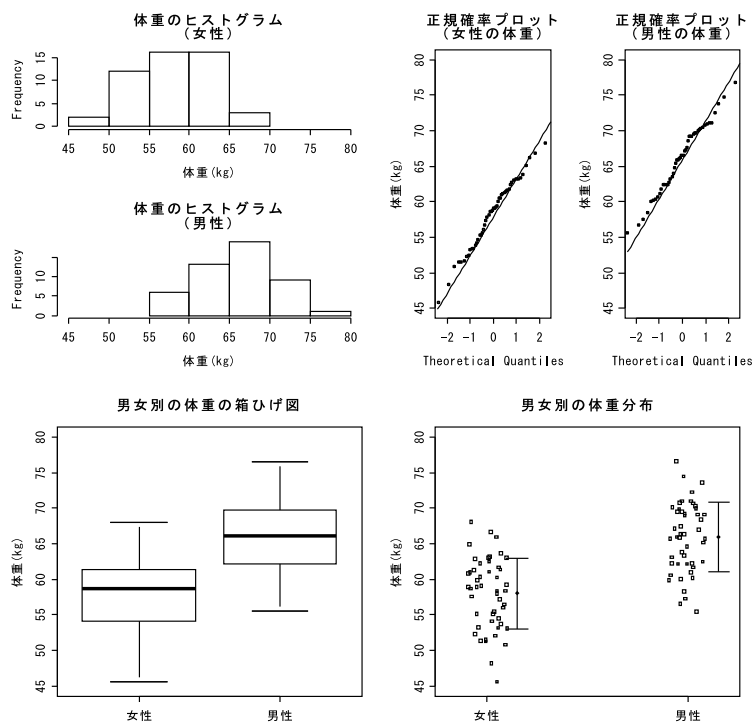 体重のヒストグラム
(女性)
Frequency
0
5
10
15
45 50 55 60 65 70 75 80
体重(kg)
体重のヒストグラム
(男性)
Frequency
0
5
10
45 50 55 60 65 70 75 80
体重(kg)
正規確率プロット
(女性の体重)
体重(kg)
45
50
55
60
65
70
75
80
-2 -1 0 1 2
Theoretical Quantiles
正規確率プロット
(男性の体重)
体重(kg)
45
50
55
60
65
70
75
80
-2 -1 0 1 2
Theoretical Quantiles
男女別の体重の箱ひげ図
体重(kg)
45
50
55
60
65
70
75
80
女性 男性
男女別の体重分布
体重(kg)
45
50
55
60
65
70
75
80
女性 男性